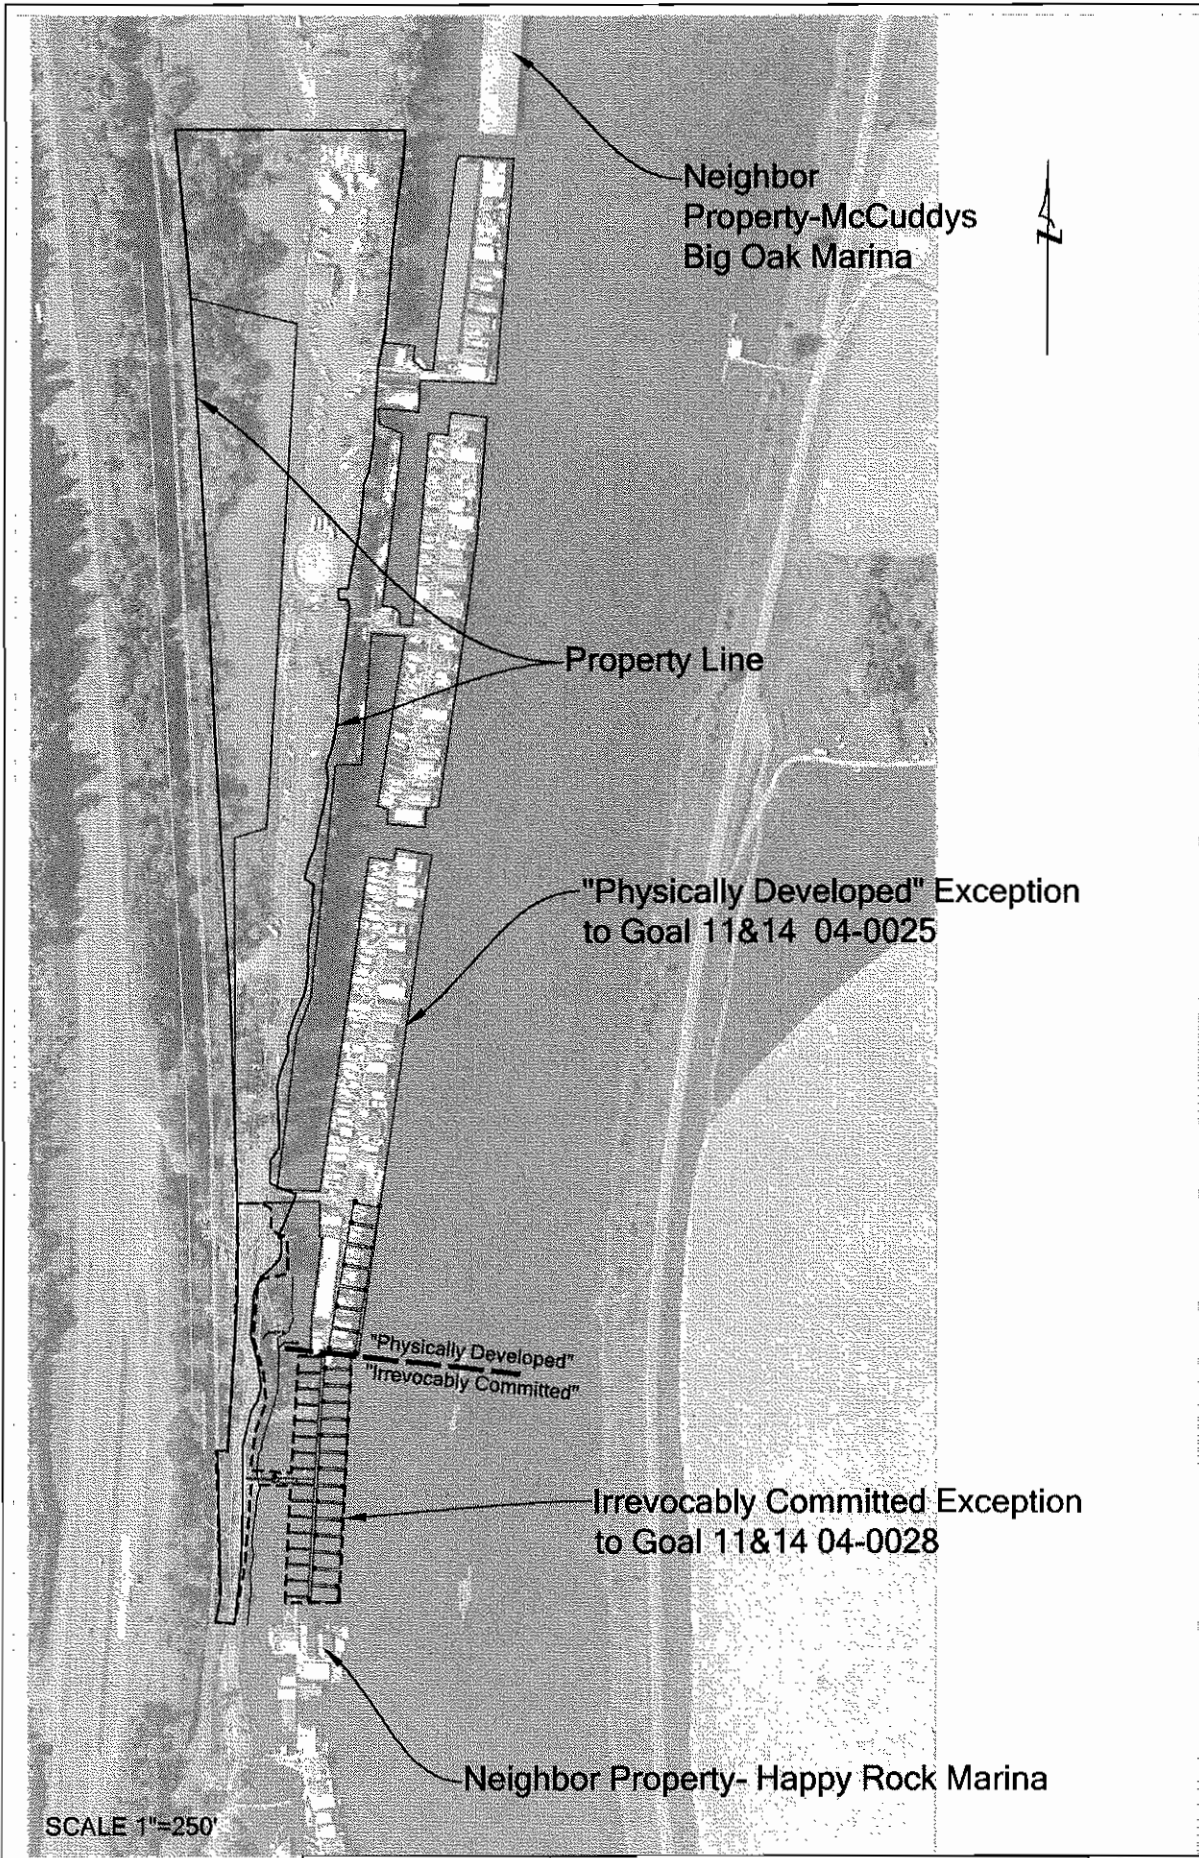 Neighbor
Property-McCuddys
Big Oak Marina
Z
Property Line
"Physically Developed" Exception
to Goal 11&14 04-0025
"Physically Developed"
"Irrevocably Committed"
Irrevocably Committed Exception
to Goal 11&14 04-0028
Neighbor Property- Happy Rock Marina
SCALE 1"=250'